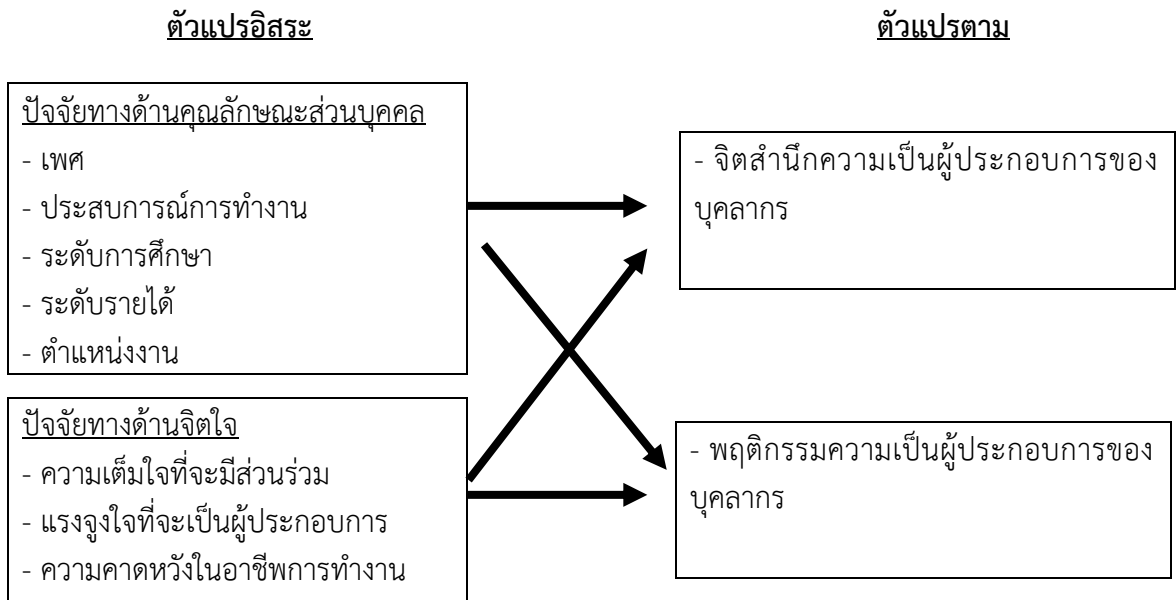 ตัวแปรอิสระ
ตัวแปรตาม
ปัจจัยทางด้านคุณลักษณะส่วนบุคคล
- เพศ
- ประสบการณ์การทำงาน
- ระดับการศึกษา
- ระดับรายได้
- ตำแหน่งงาน
ปัจจัยทางด้านจิตใจ
- ความเต็มใจที่จะมีส่วนร่วม
- แรงจูงใจที่จะเป็นผู้ประกอบการ
- ความคาดหวังในอาชีพการทำงาน
- จิตสำนึกความเป็นผู้ประกอบการของ
บุคลากร
- พฤติกรรมความเป็นผู้ประกอบการของ
บุคลากร